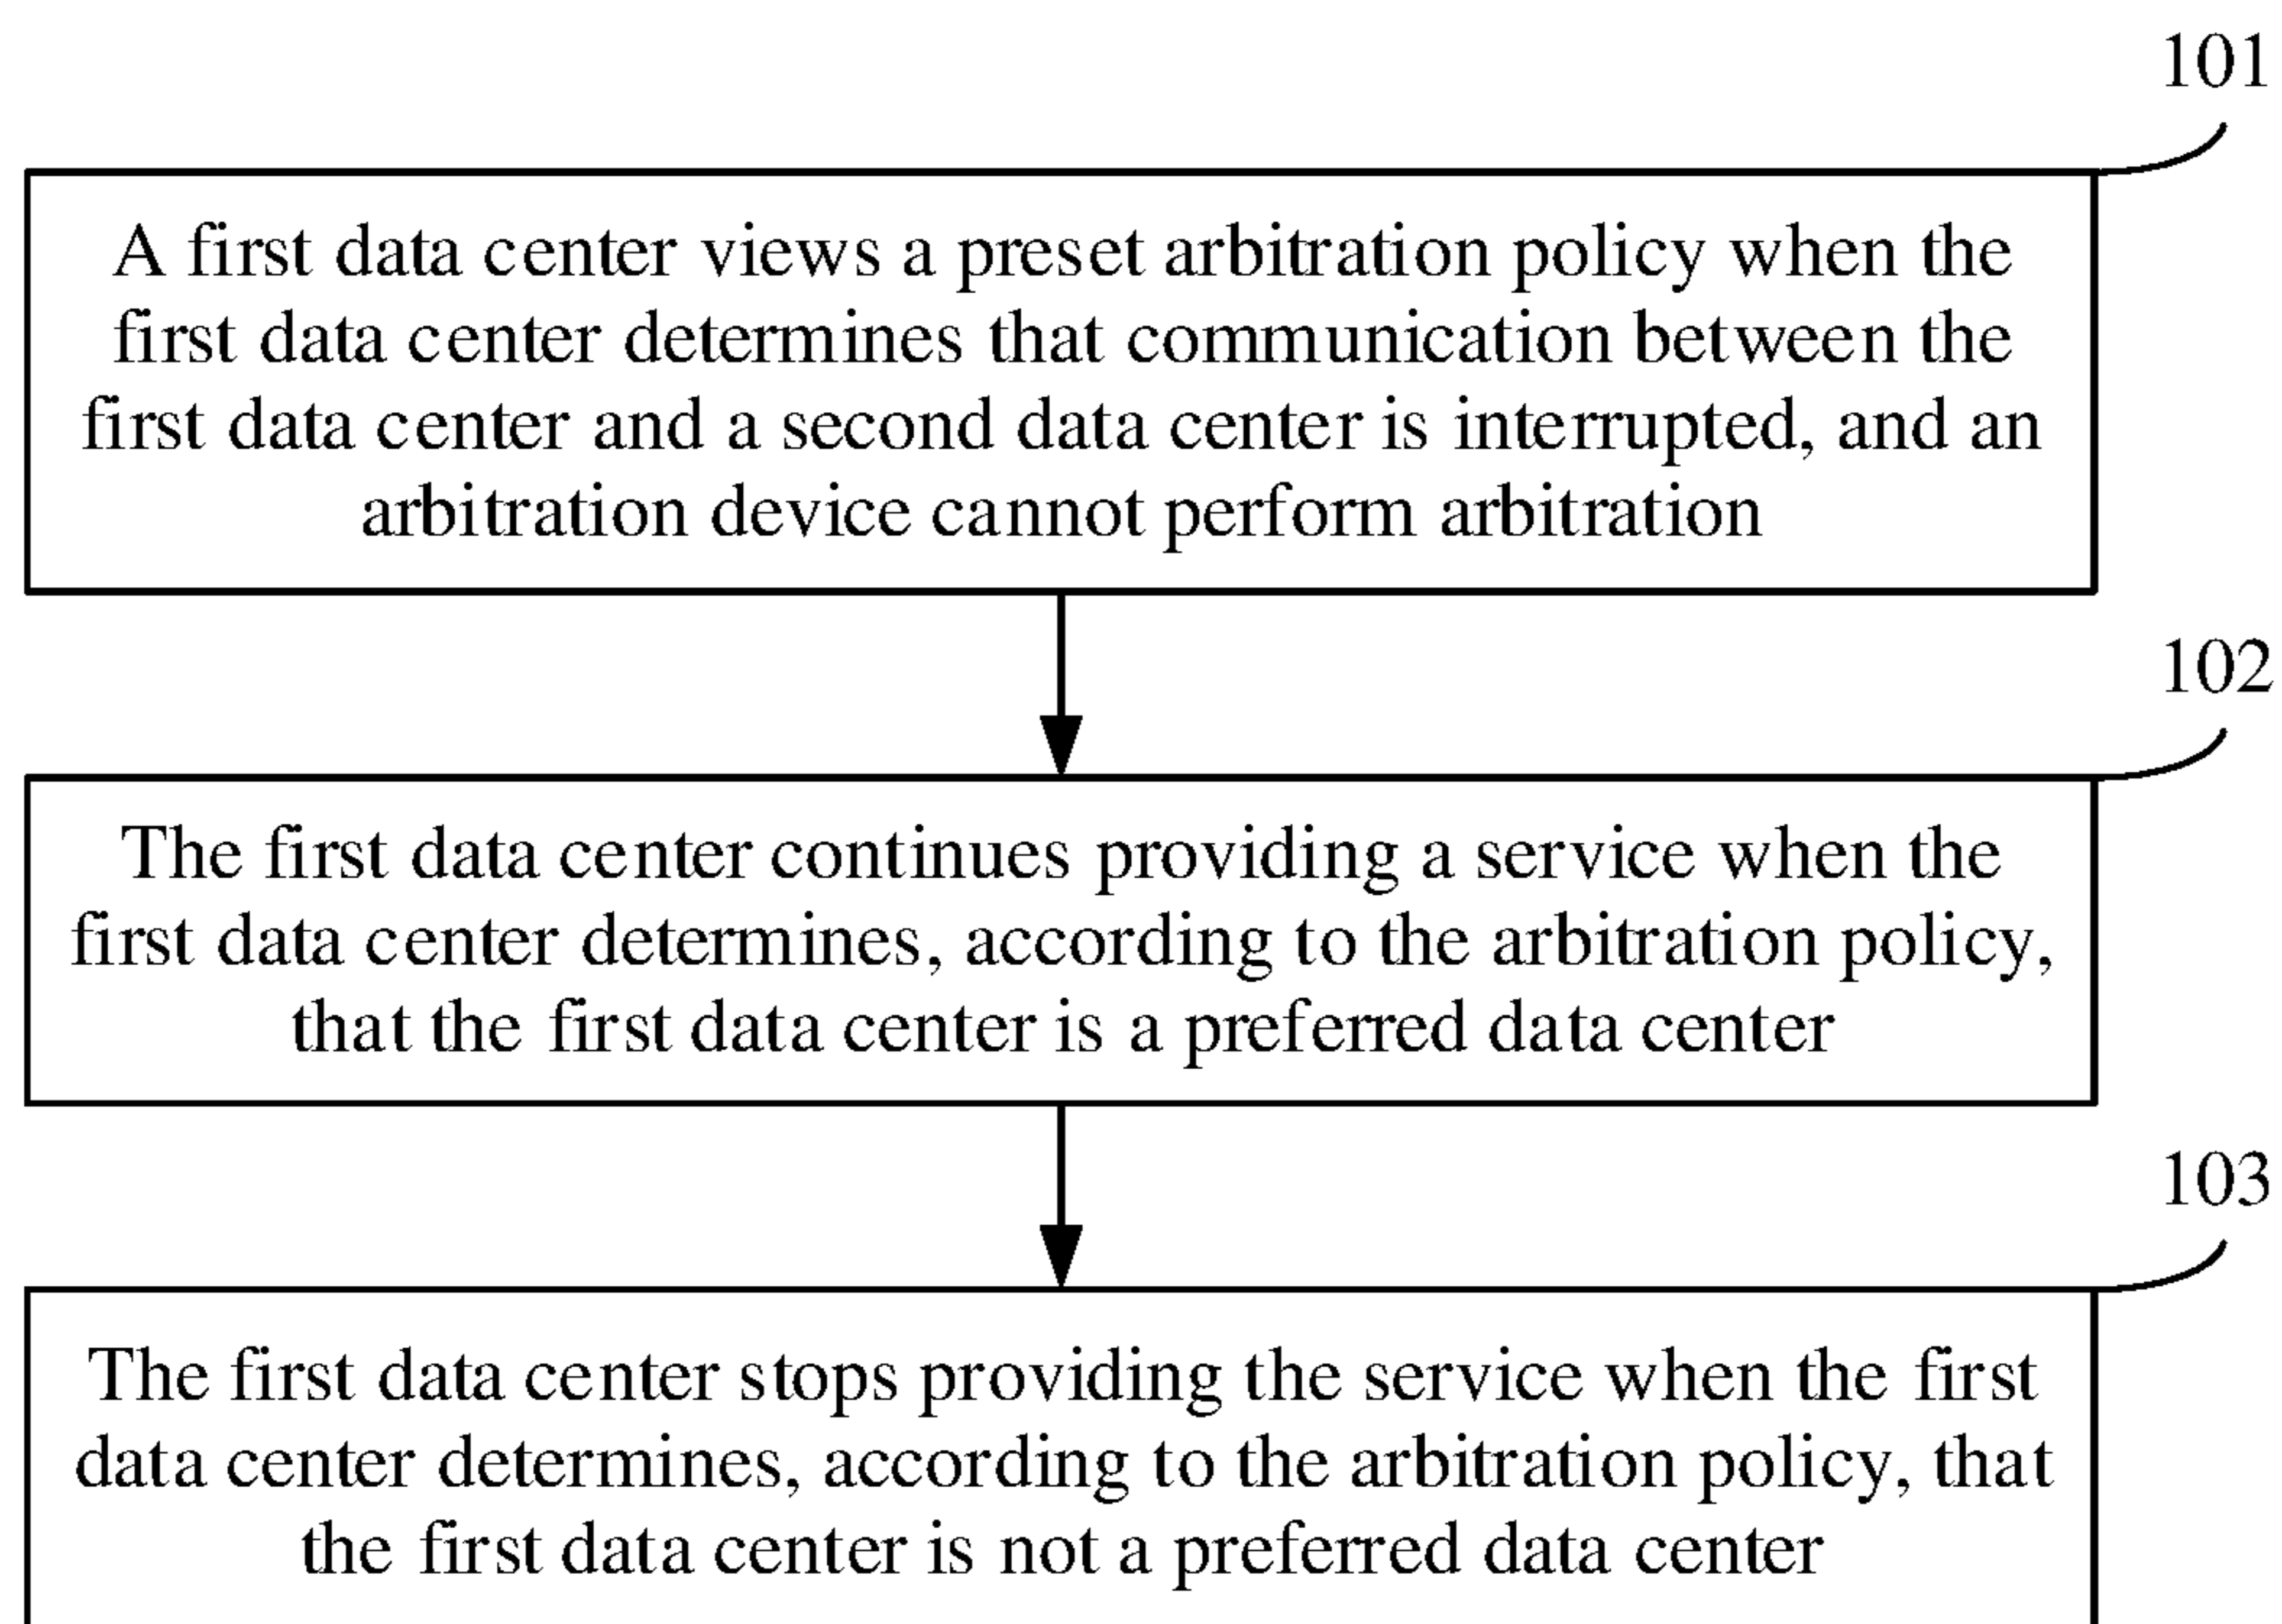 101
A first data center views a preset arbitration policy when the
first data center determines that communication between the
first data center and a second data center is interrupted, and an
arbitration device cannot perform arbitration
102
The first data center continues providing a service when the
first data center determines, according to the arbitration policy,
that the first data center is a preferred data center
103
The first data center stops providing the service when the first
data center determines, according to the arbitration policy, that
the first data center is not a preferred data center